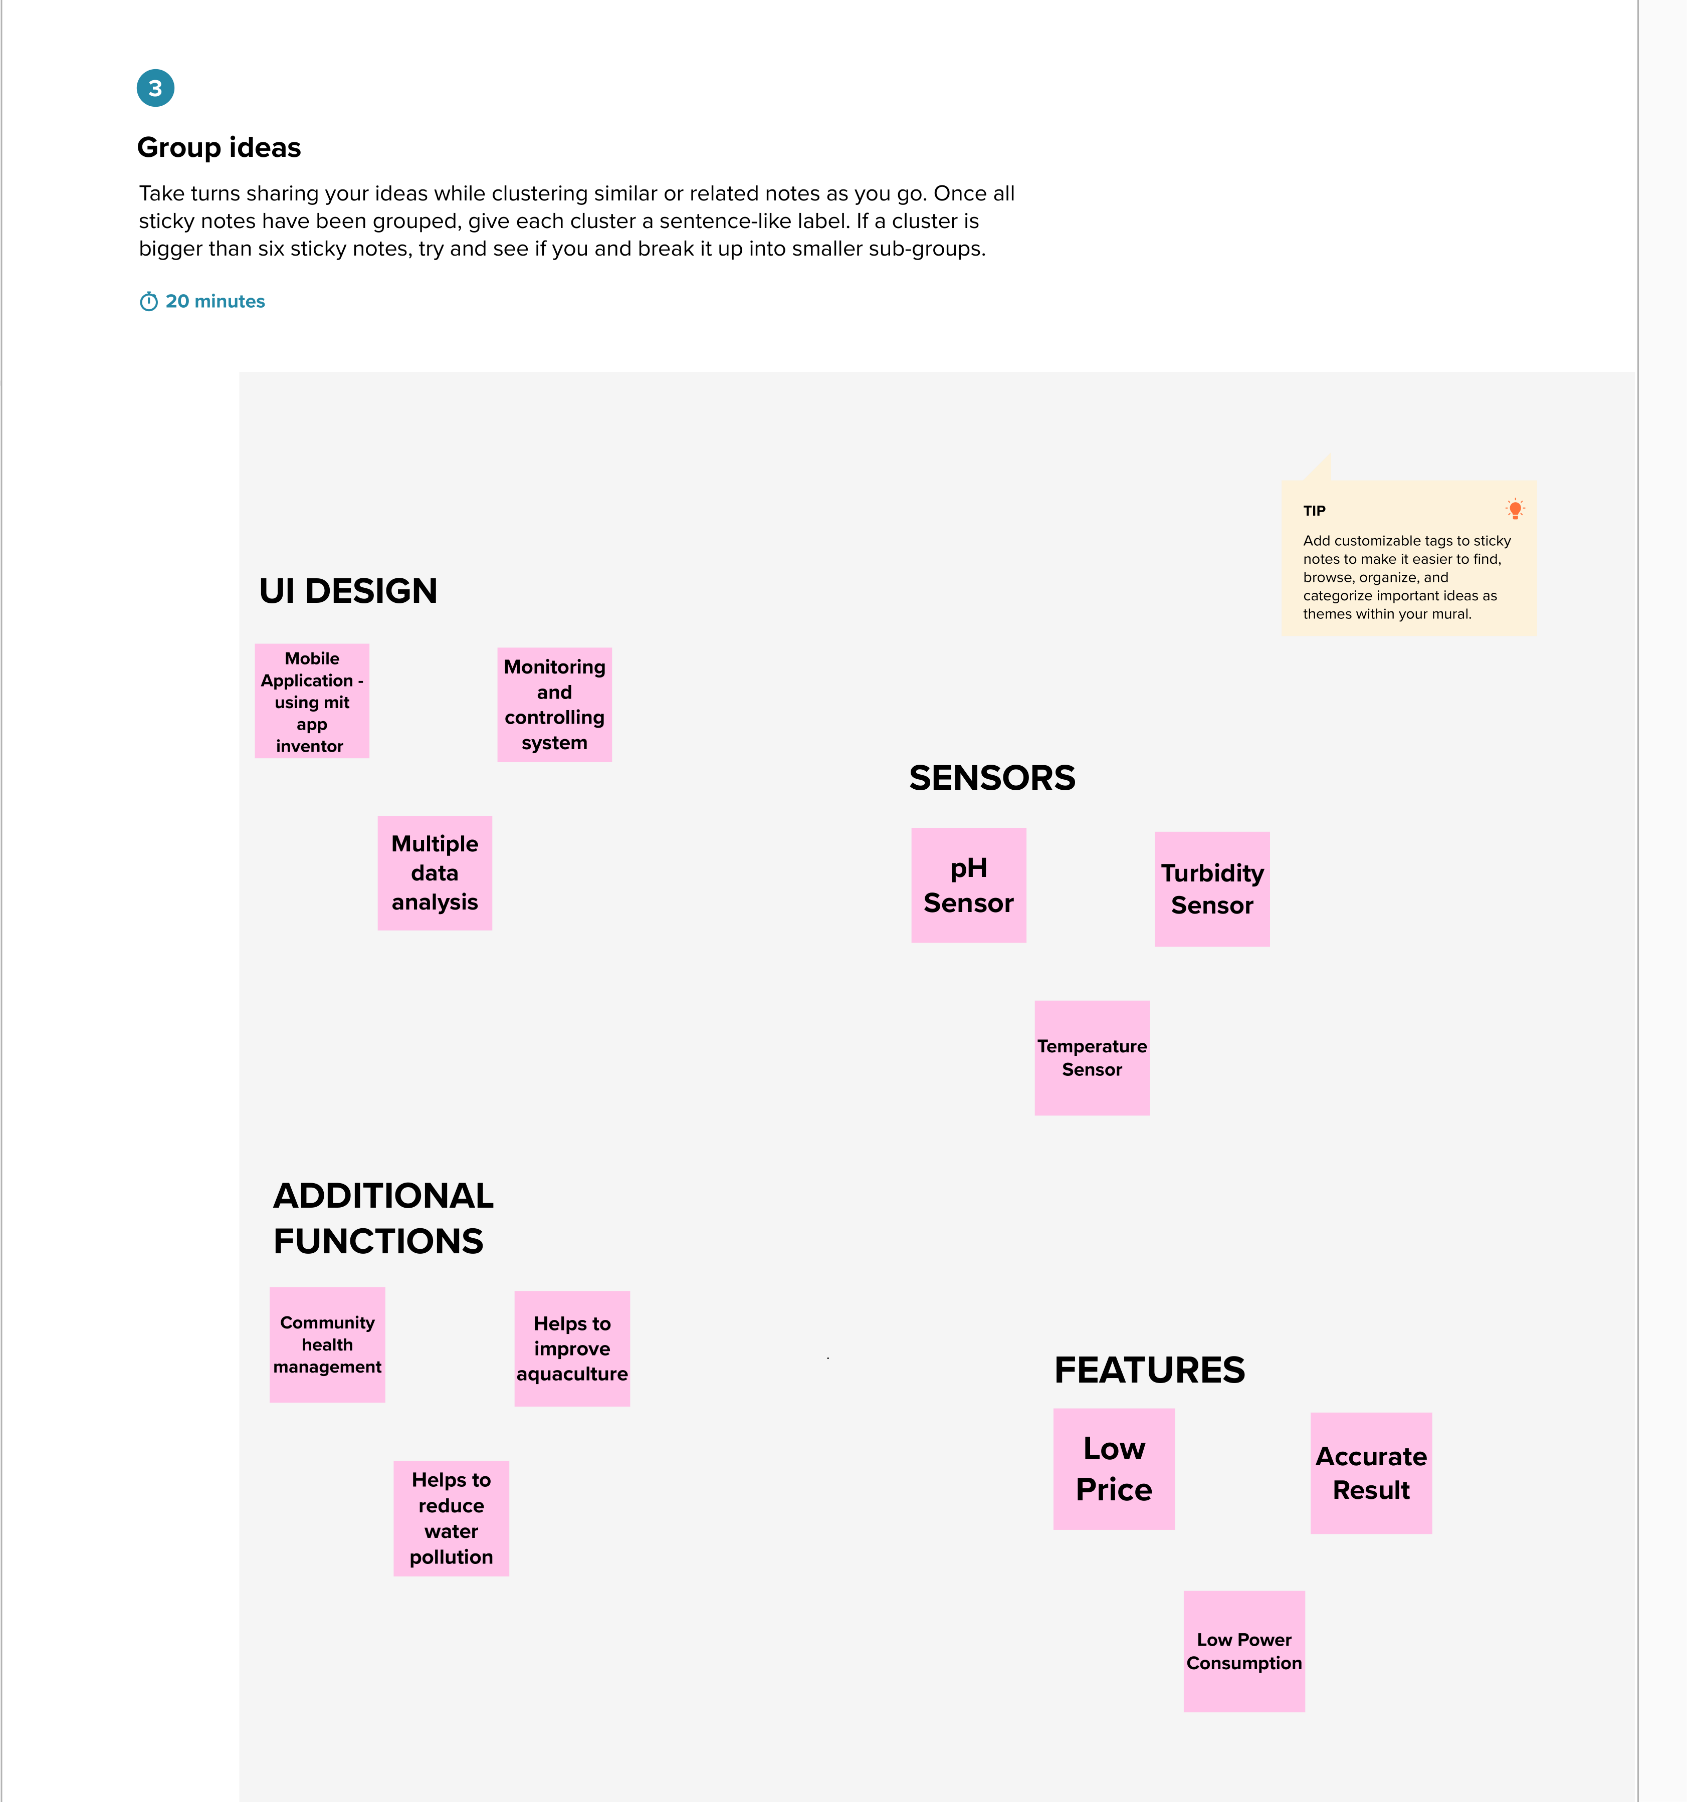 3
Group ideas
Take turns sharing your ideas while clustering similar or related notes as you go. Once all
sticky notes have been grouped, give each cluster a sentence-like label. If a cluster is
bigger than six sticky notes, try and see if you and break it up into smaller sub-groups.
20 minutes
TIP
Add customizable tags to sticky
notes to make it easier to find,
browse, organize, and
categorize important ideas as
themes within your mural.
UI DESIGN
Mobile
Application -
using mit
app
inventor
Monitoring
and
controlling
system
Multiple
data
analysis
SENSORS
pH
Sensor
Turbidity
Sensor
Temperature
Sensor
ADDITIONAL
FUNCTIONS
Community
health
management
Helps to
improve
aquaculture
Helps to
reduce
water
pollution
FEATURES
Low
Price
Accurate
Result
Low Power
Consumption